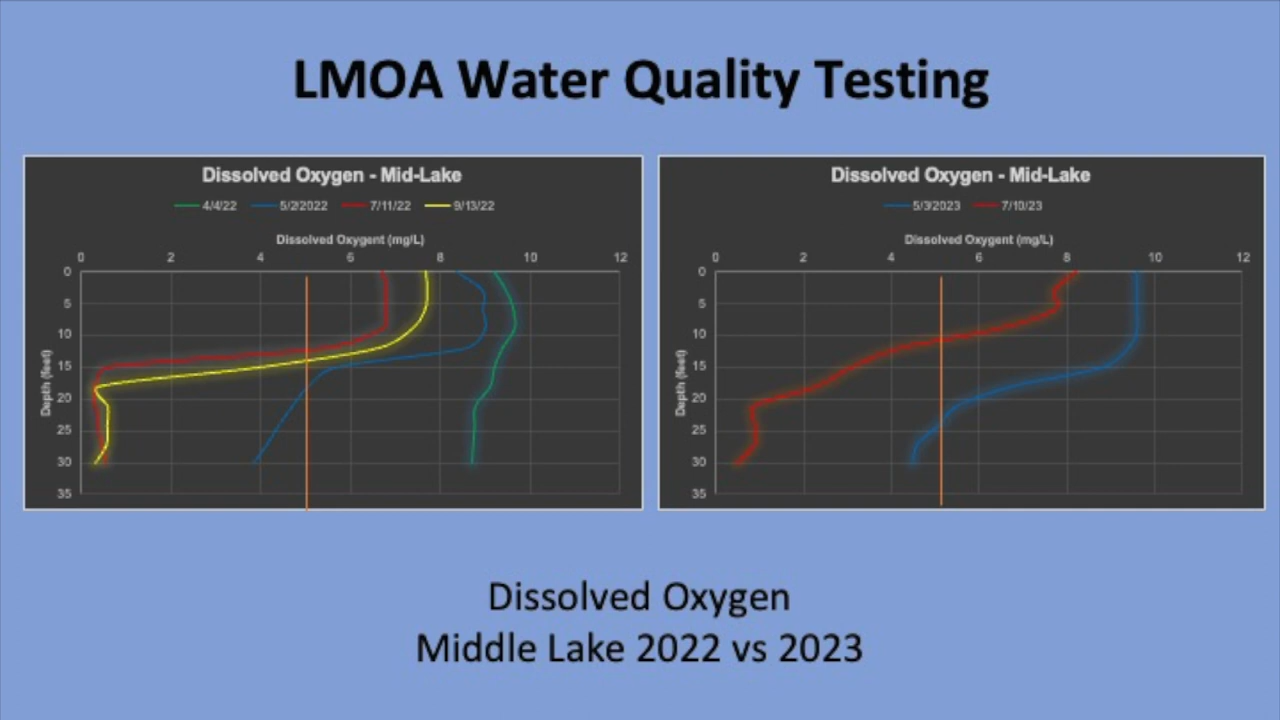 LMOA Water Quality Testing
Dissolved Oxygen - Mid-Lake
4/4/22 5/2/2022 7/11/22 9/13/22
Dissolved Oxygent (mg/L)
0 2 4 6 8 10 12
0
5
10
15
20
25
30
35
Depth (feet)
Dissolved Oxygen - Mid-Lake
5/3/2023 7/10/23
Dissolved Oxygent (mg/L)
0 2 4 6 8 10 12
0
5
10
15
20
25
30
35
Depth (feet)
Dissolved Oxygen
Middle Lake 2022 vs 2023